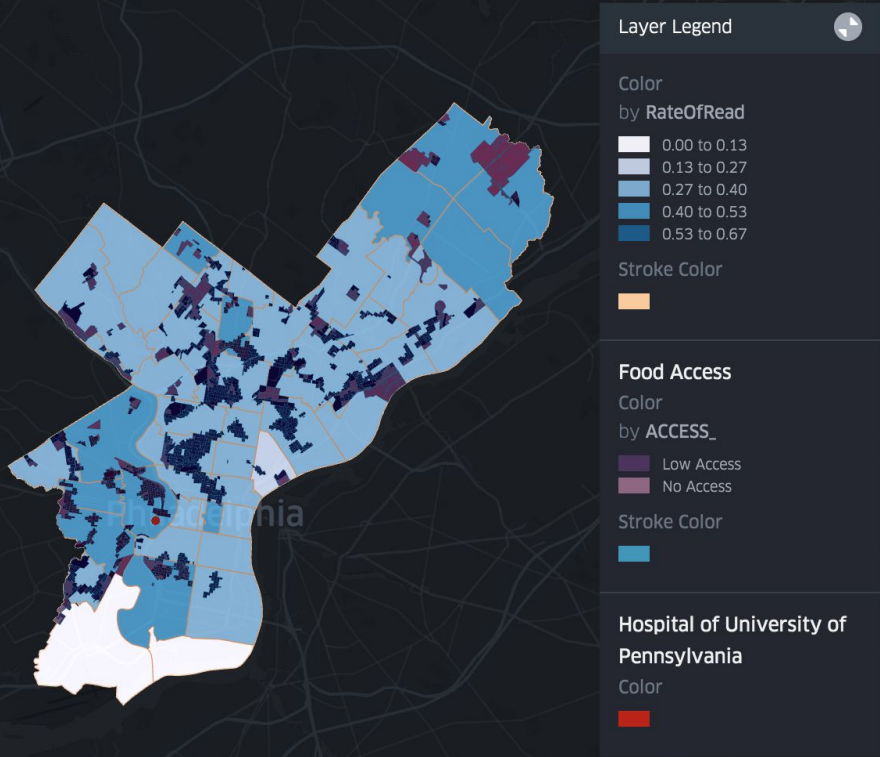 Layer Legend
Color
by RateOfRead
0.00 to 0.13
0.13 to 0.27
0.27 to 0.40
0.40 to 0.53
0.53 to 0.67
Stroke Color
Food Access
Color
by ACCESS_
Low Access
No Access
Stroke Color
Philadelphia
Hospital of University of
Pennsylvania
Color